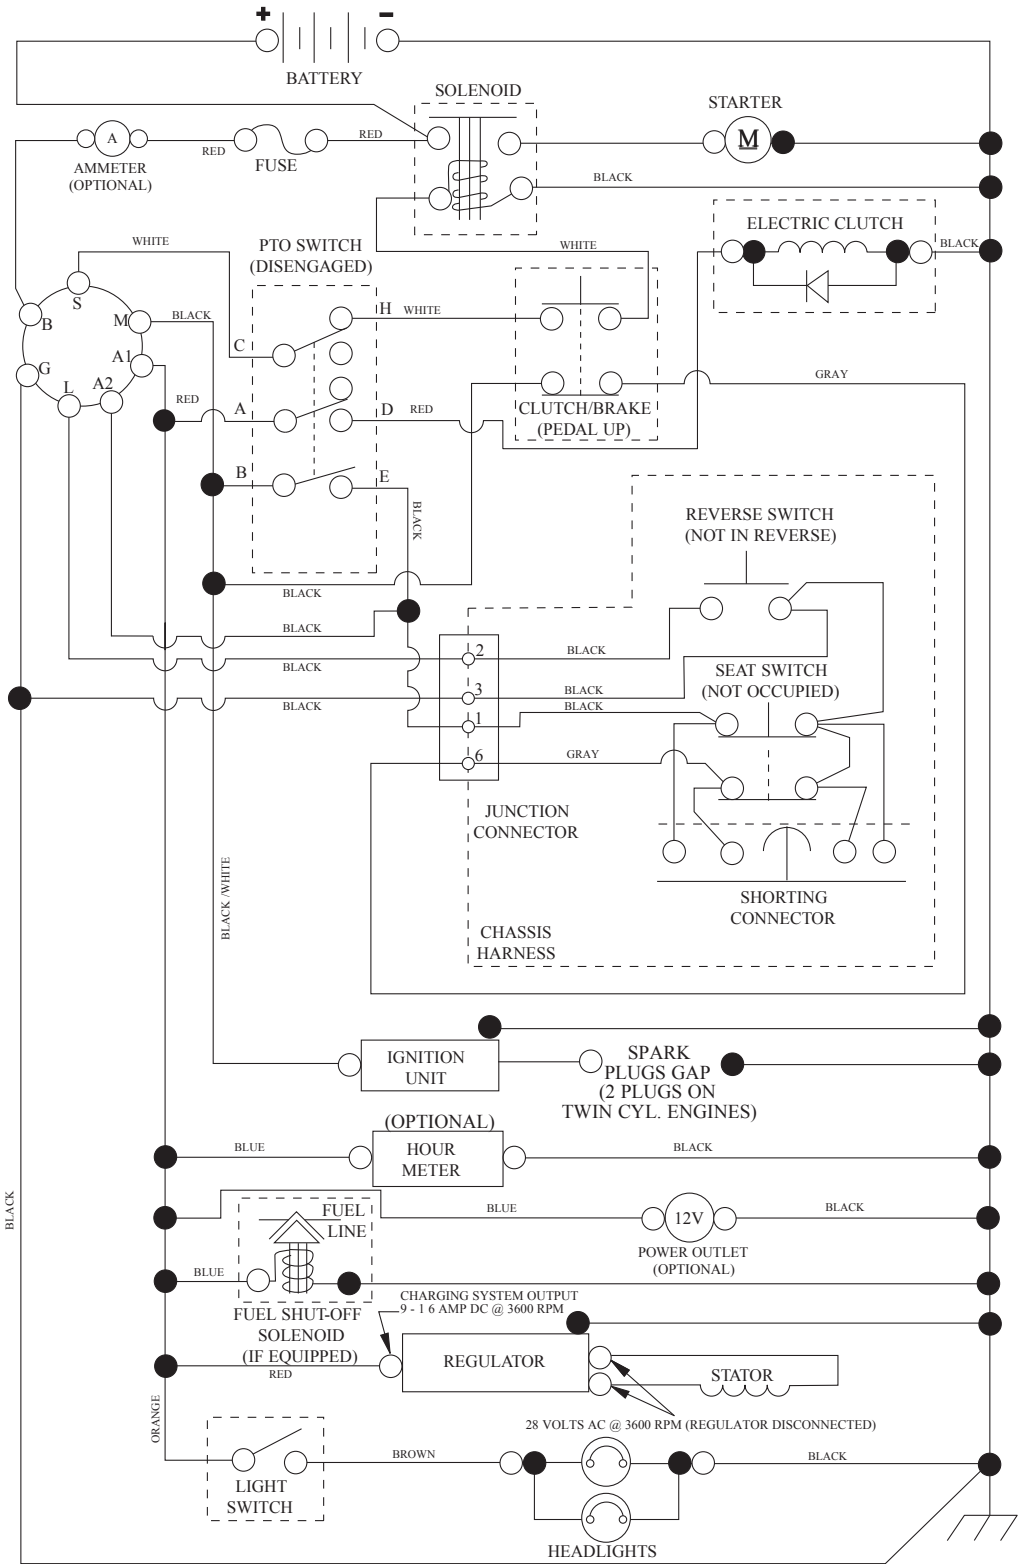 +
−
BATTERY
SOLENOID
STARTER
A
M
RED
RED
AMMETER
(OPTIONAL)
FUSE
BLACK
ELECTRIC CLUTCH
BLACK
WHITE
PTO SWITCH
(DISENGAGED)
WHITE
S
B
M
BLACK
H
WHITE
C
G
A1
L
A2
RED
A
D
RED
GRAY
CLUTCH/BRAKE
(PEDAL UP)
B
E
BLACK
REVERSE SWITCH
(NOT IN REVERSE)
BLACK
BLACK
2
BLACK
BLACK
SEAT SWITCH
(NOT OCCUPIED)
3
BLACK
BLACK
BLACK
1
6
GRAY
JUNCTION
CONNECTOR
SHORTING
CONNECTOR
BLACK /WHITE
CHASSIS
HARNESS
IGNITION
UNIT
SPARK
PLUGS GAP
(2 PLUGS ON
TWIN CYL. ENGINES)
(OPTIONAL)
HOUR
METER
BLUE
BLACK
BLACK
FUEL
LINE
BLUE
12V
BLACK
POWER OUTLET
(OPTIONAL)
BLUE
FUEL SHUT-OFF
SOLENOID
(IF EQUIPPED)
RED
CHARGING SYSTEM OUTPUT
9 - 1 6 AMP DC @ 3600 RPM
REGULATOR
STATOR
28 VOLTS AC @ 3600 RPM (REGULATOR DISCONNECTED)
ORANGE
LIGHT
SWITCH
BROWN
BLACK
HEADLIGHTS